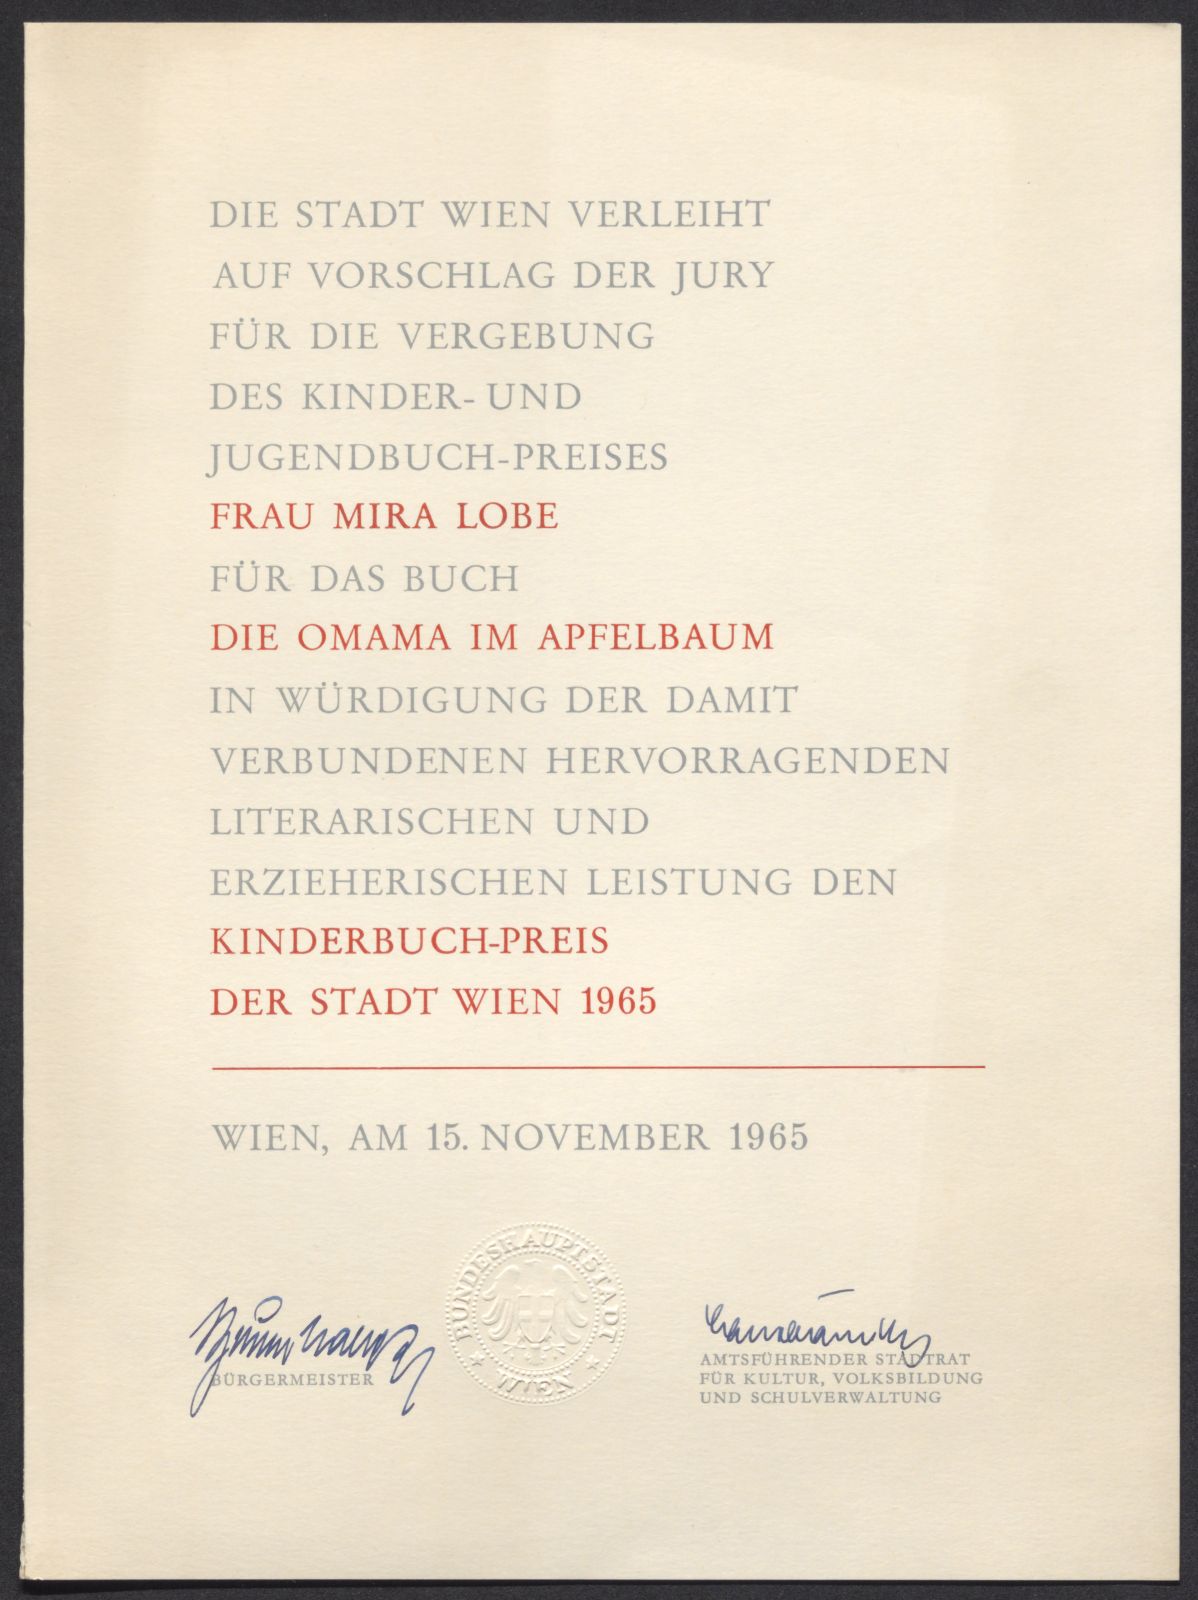 DIE STADT WIEN VERLEIHT
AUF VORSCHLAG DER JURY
FÜR DIE VERGEBUNG
DES KINDER- UND
JUGENDBUCH-PREISES
FRAU MIRA LOBE
FÜR DAS BUCH
DIE OMAMA IM APFELBAUM
IN WÜRDIGUNG DER DAMIT
VERBUNDENEN HERVORRAGENDEN
LITERARISCHEN UND
ERZIEHERISCHEN LEISTUNG DEN
KINDERBUCH-PREIS
DER STADT WIEN 1965
WIEN, AM 15. NOVEMBER 1965
BUNDESHAUPTSTADT
WIEN
BÜRGERMEISTER
AMTSFÜHRENDER STADTRAT
FÜR KULTUR, VOLKSBILDUNG
UND SCHULVERWALTUNG